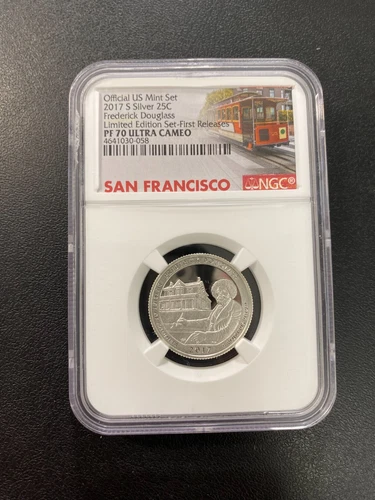 Official US Mint Set
2017 S Silver 25C
Frederick Douglass
Limited Edition Set-First Releases
PF 70 ULTRA CAMEO
4641030-058
SAN FRANCISCO
NGC®
2017